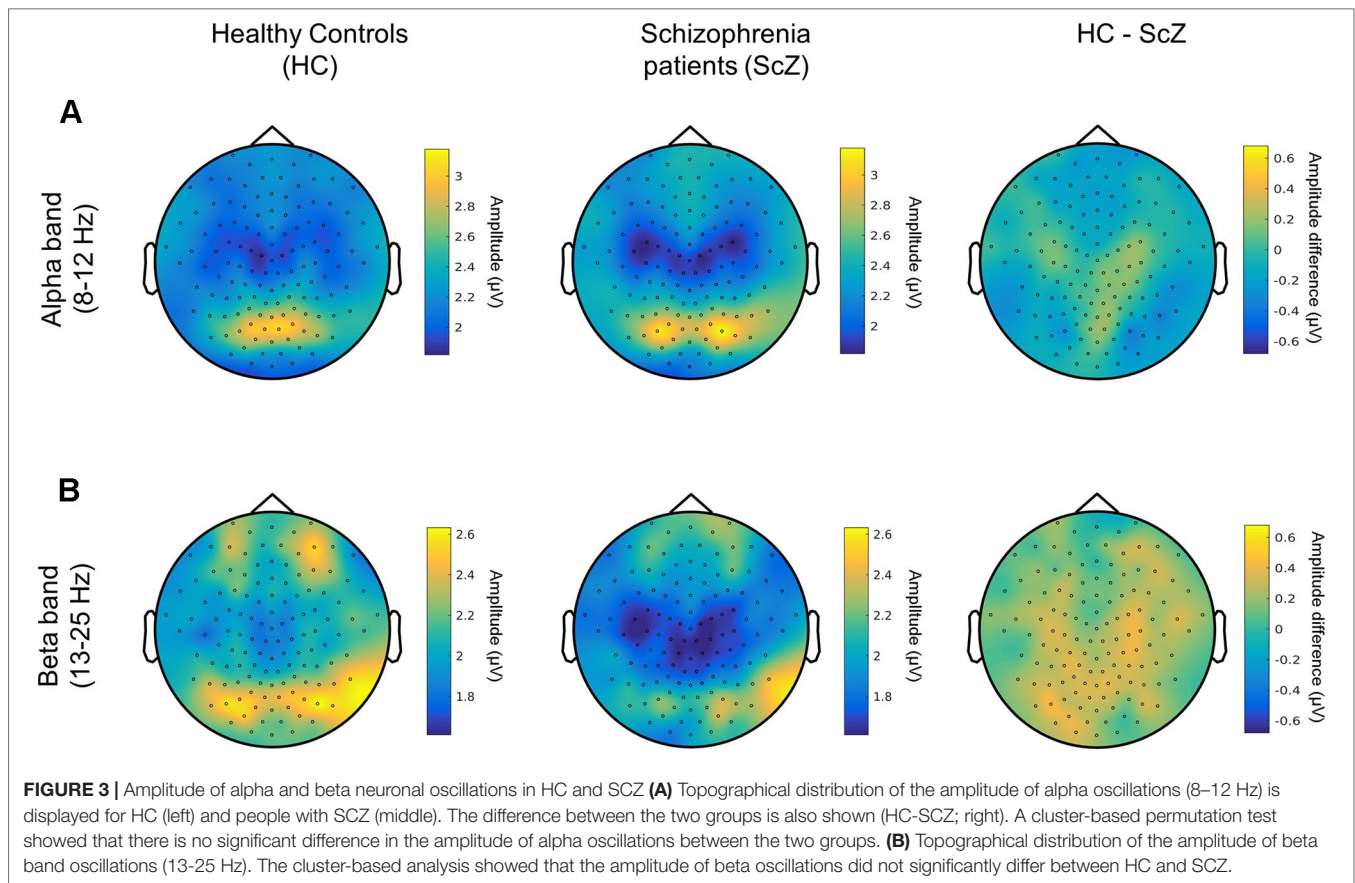 Healthy Controls
(HC)
Schizophrenia
patients (ScZ)
HC - ScZ
A
Alpha band
(8-12 Hz)
3
2.8
2.6
2.4
2.2
2
Amplitude (µV)
3
2.8
2.6
2.4
2.2
2
Amplitude (µV)
0.6
0.4
0.2
0
-0.2
-0.4
-0.6
Amplitude difference (µV)
B
Beta band
(13-25 Hz)
2.6
2.4
2.2
2
1.8
Amplitude (µV)
2.6
2.4
2.2
2
1.8
Amplitude (µV)
0.6
0.4
0.2
0
-0.2
-0.4
-0.6
Amplitude difference (µV)
FIGURE 3 | Amplitude of alpha and beta neuronal oscillations in HC and SCZ (A) Topographical distribution of the amplitude of alpha oscillations (8–12 Hz) is
displayed for HC (left) and people with SCZ (middle). The difference between the two groups is also shown (HC-SCZ; right). A cluster-based permutation test
showed that there is no significant difference in the amplitude of alpha oscillations between the two groups. (B) Topographical distribution of the amplitude of beta
band oscillations (13-25 Hz). The cluster-based analysis showed that the amplitude of beta oscillations did not significantly differ between HC and SCZ.